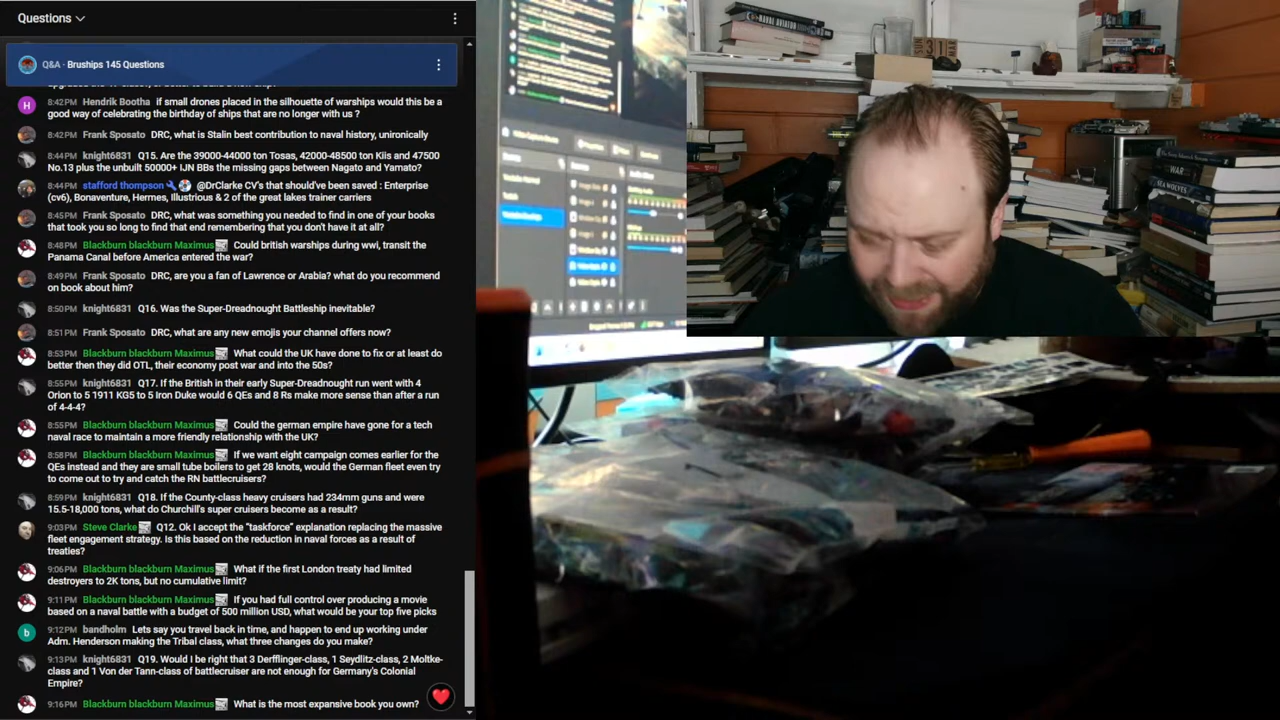 Questions
Q&A · Bruships 145 Questions
8:42 PM Hendrik Bootha if small drones placed in the silhouette of warships would this be a
good way of celebrating the birthday of ships that are no longer with us ?
8:42PM Frank Sposato DRC, what is Stalin best contribution to naval history, unironically
8:44 PM knight6831 Q15. Are the 39000-44000 ton Tosas, 42000-48500 ton Kiis and 47500
No.13 plus the unbuilt 50000+ IJN BBs the missing gaps between Nagato and Yamato?
8:44 PM stafford thompson @DrClarke CV's that should've been saved : Enterprise
(cv6), Bonaventure, Hermes, Illustrious & 2 of the great lakes trainer carriers
8:45PM Frank Sposato DRC, what was something you needed to find in one of your books
that took you so long to find that end remembering that you don't have it at all?
8:48 PM Blackburn blackburn Maximus Could british warships during wwi, transit the
Panama Canal before America entered the war?
8:49PM Frank Sposato DRC, are you a fan of Lawrence or Arabia? what do you recommend
on book about him?
8:50 PM knight6831 Q16. Was the Super-Dreadnought Battleship inevitable?
8:51 PM Frank Sposato DRC, what are any new emojis your channel offers now?
8:53PM Blackburn blackburn Maximus What could the UK have done to fix or at least do
better then they did OTL, their economy post war and into the 50s?
8:55PM knight6831 Q17. If the British in their early Super-Dreadnought run went with 4
Orion to 5 1911 KG5 to 5 Iron Duke would 6 QEs and 8 Rs make more sense than after a run
of 4-4-4?
8:55PM Blackburn blackburn Maximus Could the german empire have gone for a tech
naval race to maintain a more friendly relationship with the UK?
8:58 PM Blackburn blackburn Maximus If we want eight campaign comes earlier for the
QEs instead and they are small tube boilers to get 28 knots, would the German fleet even try
to come out to try and catch the RN battlecruisers?
8:59PM knight6831 Q18. If the County-class heavy cruisers had 234mm guns and were
15.5-18,000 tons, what do Churchill's super cruisers become as a result?
9:03 PM Steve Clarke Q12. Ok I accept the "taskforce" explanation replacing the massive
fleet engagement strategy. Is this based on the reduction in naval forces as a result of
treaties?
9:06 PM Blackburn blackburn Maximus What if the first London treaty had limited
destroyers to 2K tons, but no cumulative limit?
9:11 PM Blackburn blackburn Maximus If you had full control over producing a movie
based on a naval battle with a budget of 500 million USD, what would be your top five picks
9:12 PM bandholm Lets say you travel back in time, and happen to end up working under
Adm. Henderson making the Tribal class, what three changes do you make?
9:13 PM knight6831 Q19. Would I be right that 3 Derfflinger-class, 1 Seydlitz-class, 2 Moltke-
class and 1 Von der Tann-class of battlecruiser are not enough for Germany's Colonial
Empire?
9:16 PM Blackburn blackburn Maximus What is the most expensive book you own?
NAVAL AVIATION
SUN 31
WAR
SEA WOLVES